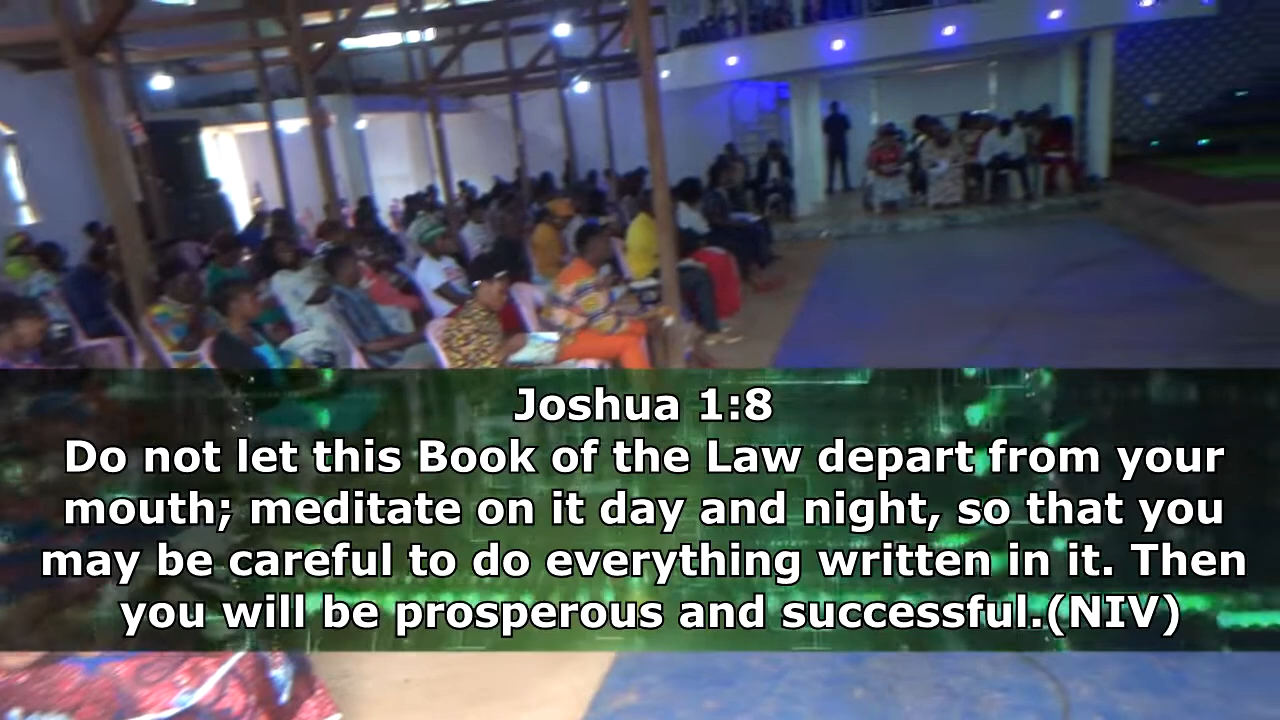 Joshua 1:8
Do not let this Book of the Law depart from your
mouth; meditate on it day and night, so that you
may be careful to do everything written in it. Then
you will be prosperous and successful.(NIV)